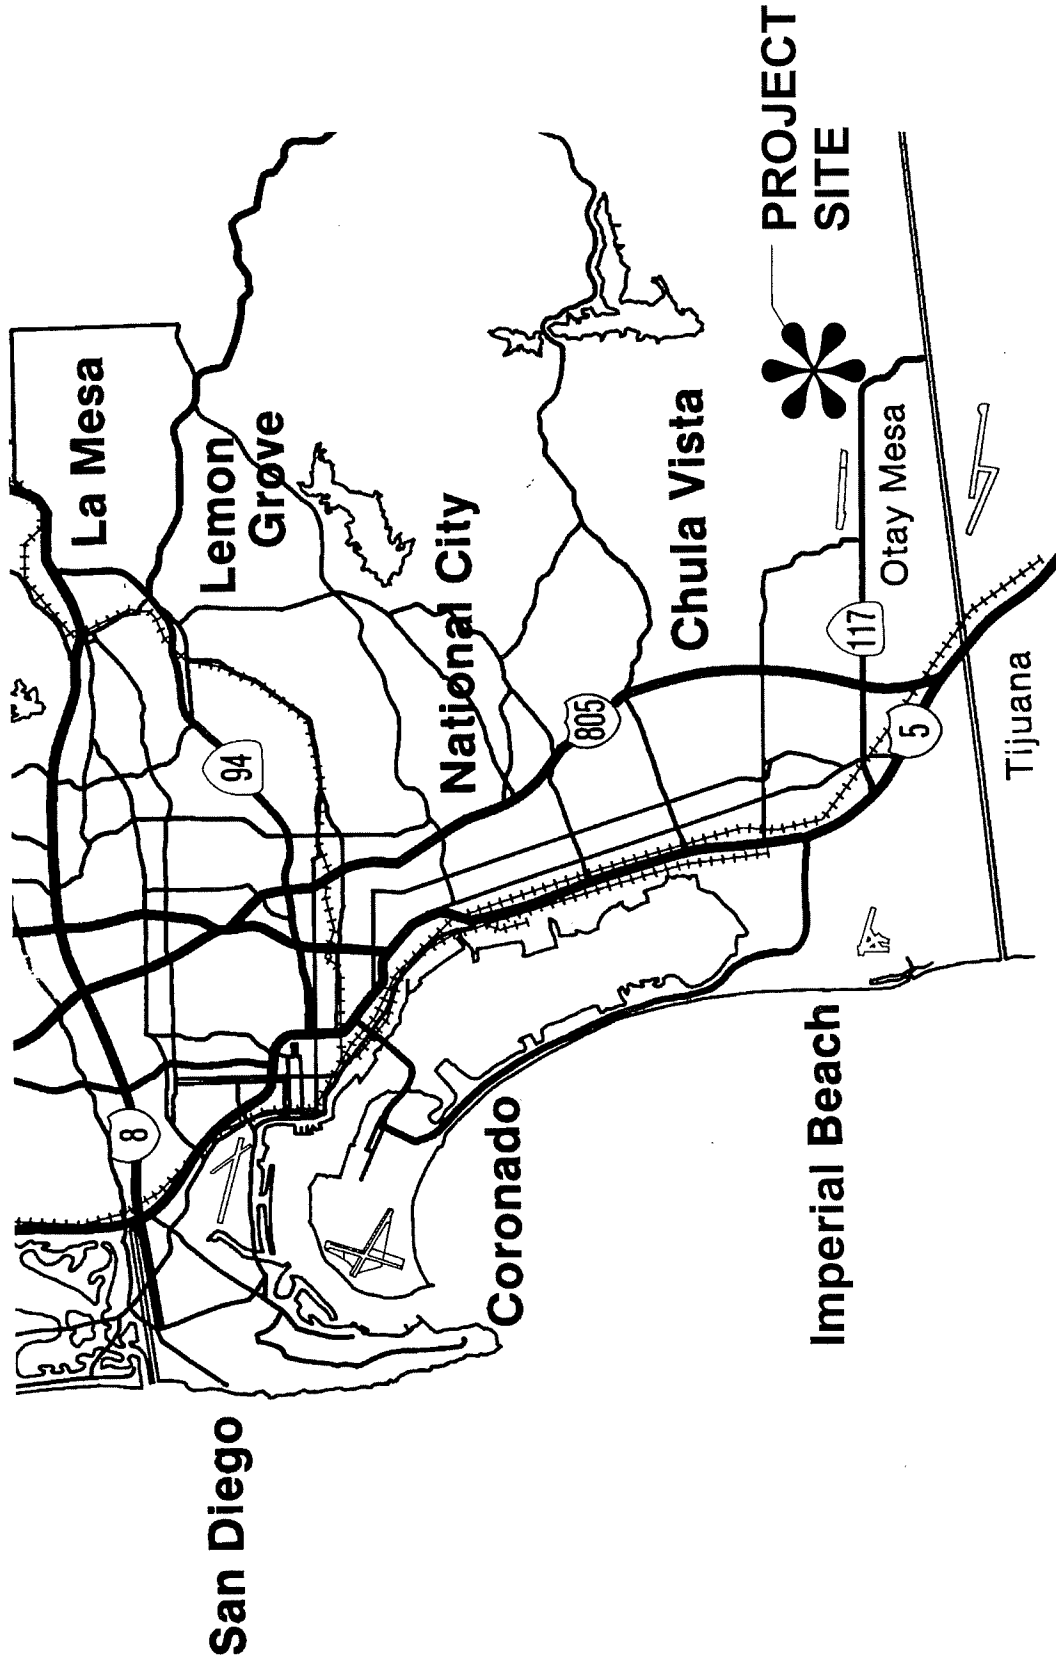 La Mesa
Lemon
Grove
94
8
San Diego
National City
805
Coronado
Chula Vista
PROJECT
SITE
117
Otay Mesa
5
Imperial Beach
Tijuana